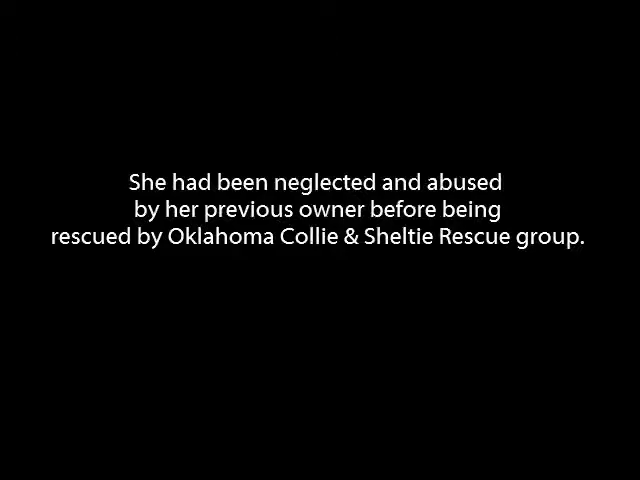 She had been neglected and abused
by her previous owner before being
rescued by Oklahoma Collie & Sheltie Rescue group.